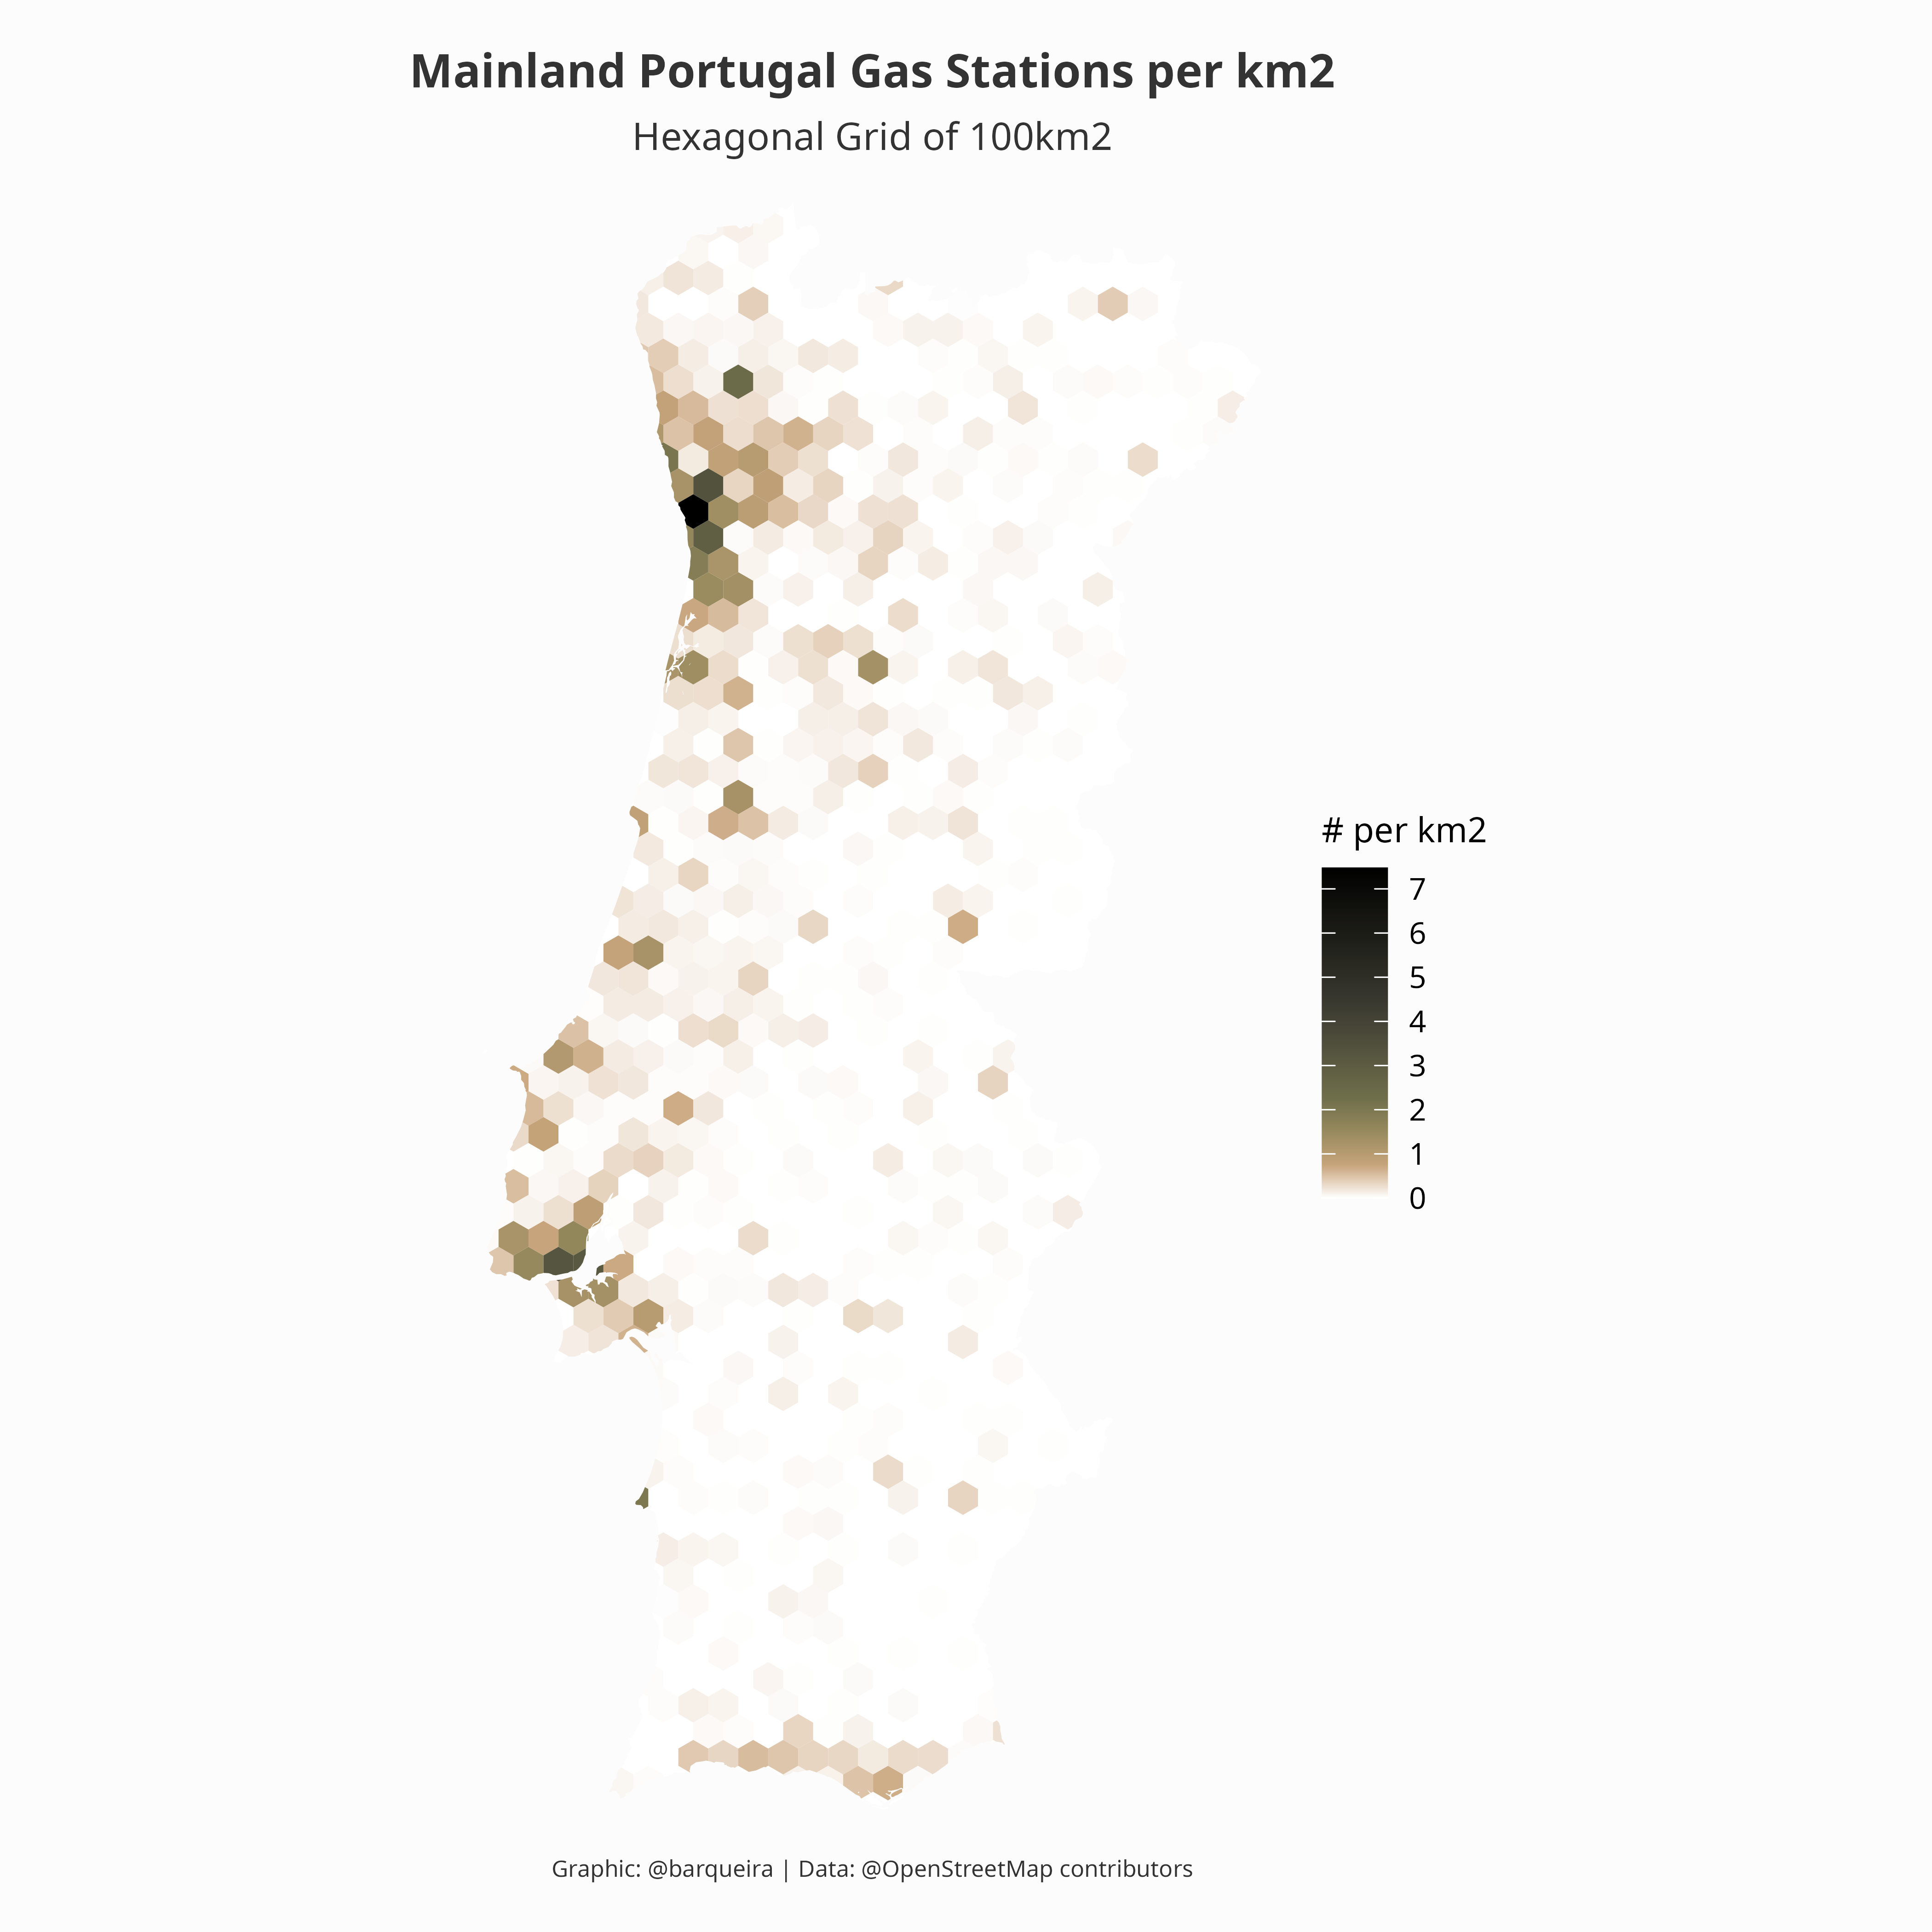 Mainland Portugal Gas Stations per km2
Hexagonal Grid of 100km2
# per km2
7
6
5
4
3
2
1
0
Graphic: @barqueira | Data: @OpenStreetMap contributors